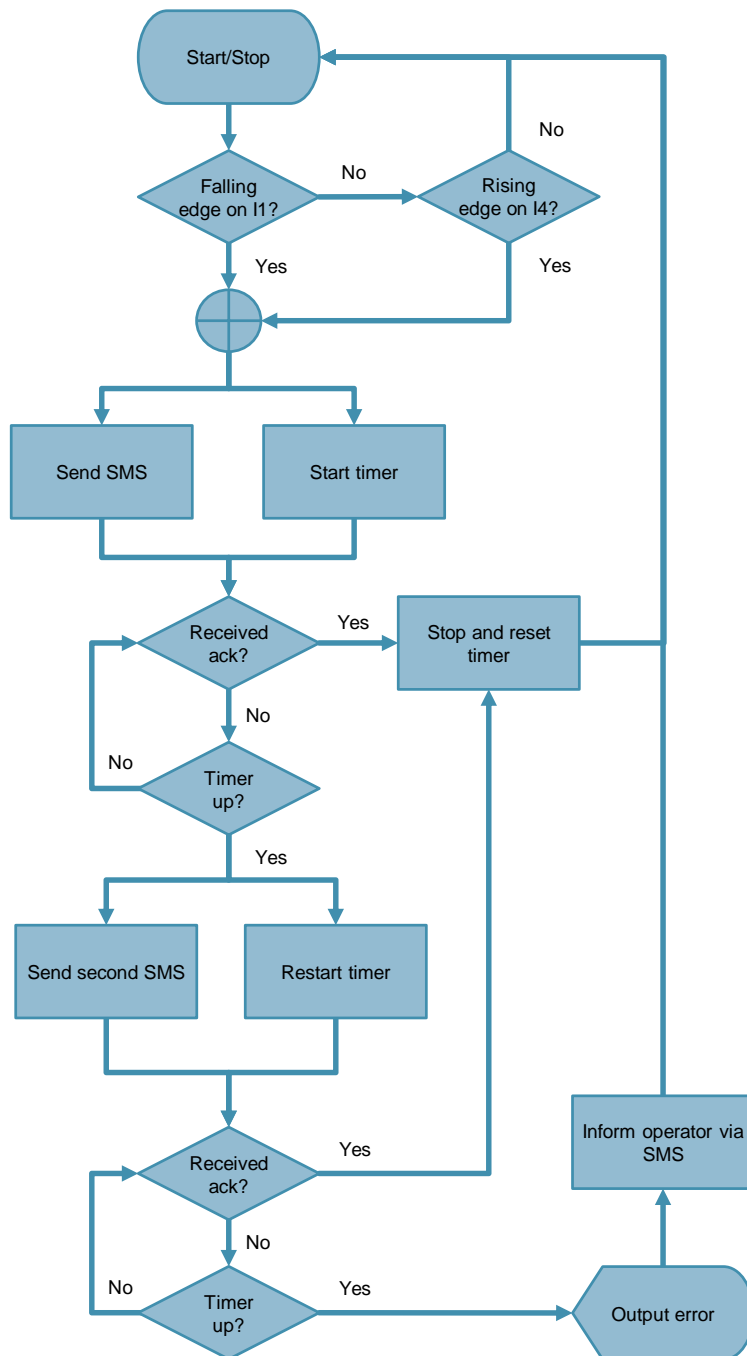 Start/Stop
No
Falling
edge on I1?
No
Rising
edge on I4?
Yes
Yes
Send SMS
Start timer
Received
ack?
Yes
Stop and reset
timer
No
No
Timer
up?
Yes
Send second SMS
Restart timer
Received
ack?
Yes
Inform operator via
SMS
No
No
Timer
up?
Yes
Output error